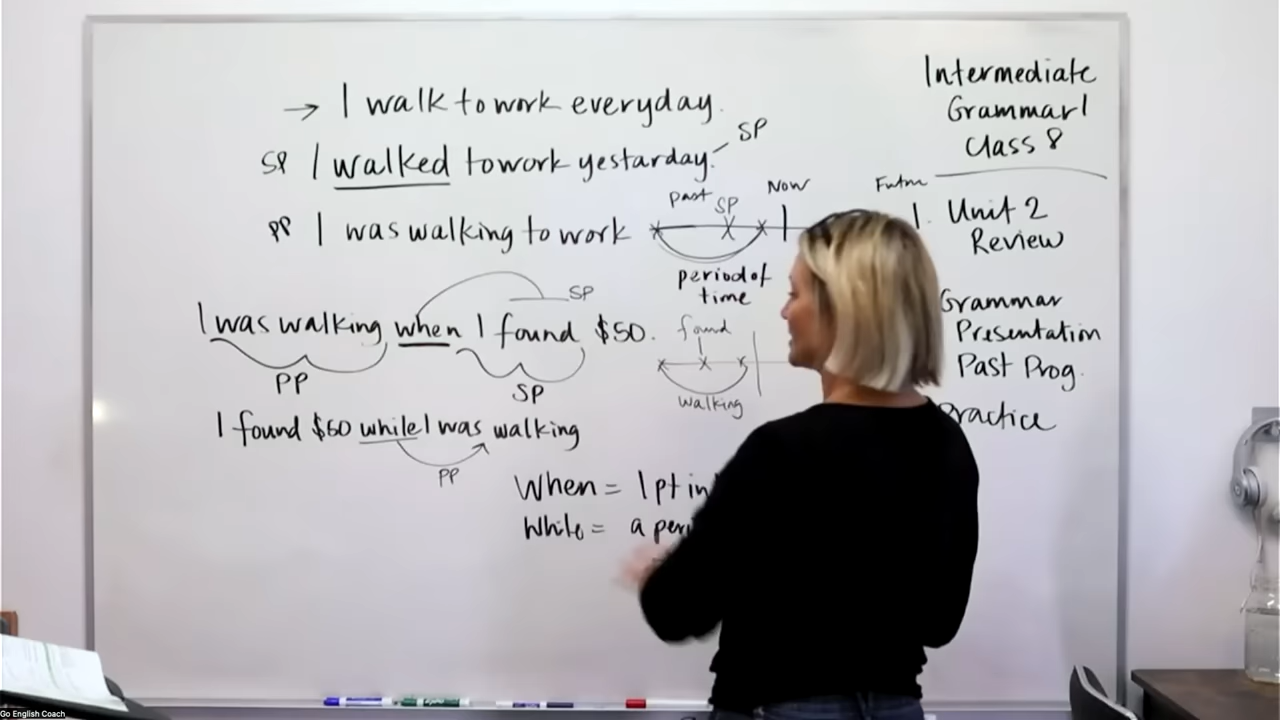 → I walk to work everyday.
SP I walked to work yestarday. SP
PP I was walking to work
past SP Now Futur
period of
time
I was walking when I found $50.
SP
PP
SP
found
walking
I found $50 while I was walking
PP
When = 1 pt in
While = a
Intermediate
Grammar 1
Class 8
1. Unit 2
Review
Grammar
Presentation
Past Prog.
Practice
Go English Coach